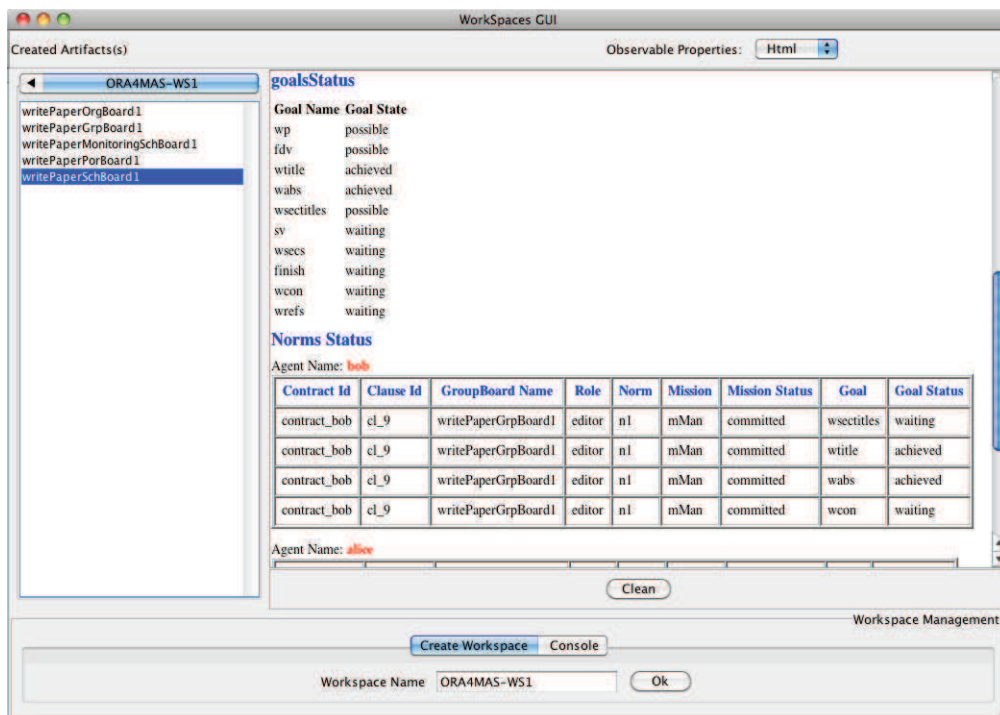 WorkSpaces GUI
Created Artifacts(s)
Observable Properties: Html
ORA4MAS-WS1
writePaperOrgBoard1
writePaperGrpBoard1
writePaperMonitoringSchBoard1
writePaperPorBoard1
writePaperSchBoard1
goalsStatus
Goal Name Goal State
wp possible
fdv possible
wtitle achieved
wabs achieved
wsectitles possible
sv waiting
wsecs waiting
finish waiting
wcon waiting
wrefs waiting
Norms Status
Agent Name: bob
Contract Id Clause Id GroupBoard Name Role Norm Mission Mission Status Goal Goal Status
contract_bob cl_9 writePaperGrpBoard1 editor n1 mMan committed wsectitles waiting
contract_bob cl_9 writePaperGrpBoard1 editor n1 mMan committed wtitle achieved
contract_bob cl_9 writePaperGrpBoard1 editor n1 mMan committed wabs achieved
contract_bob cl_9 writePaperGrpBoard1 editor n1 mMan committed wcon waiting
Agent Name: alice
Clean
Workspace Management
Create Workspace Console
Workspace Name ORA4MAS-WS1 Ok